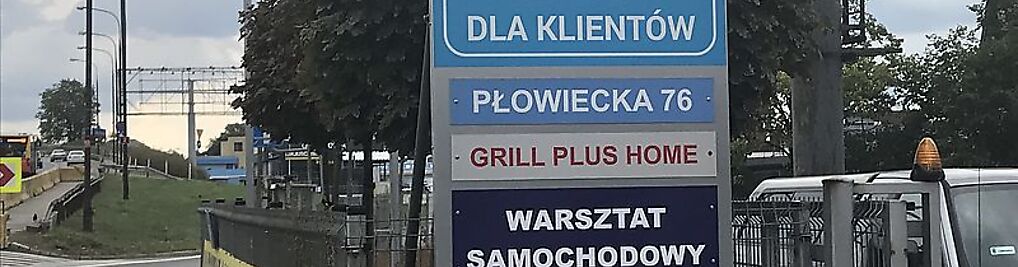 DLA KLIENTÓW
PŁOWIECKA 76
GRILL PLUS HOME
WARSZTAT
SAMOCHODOWY